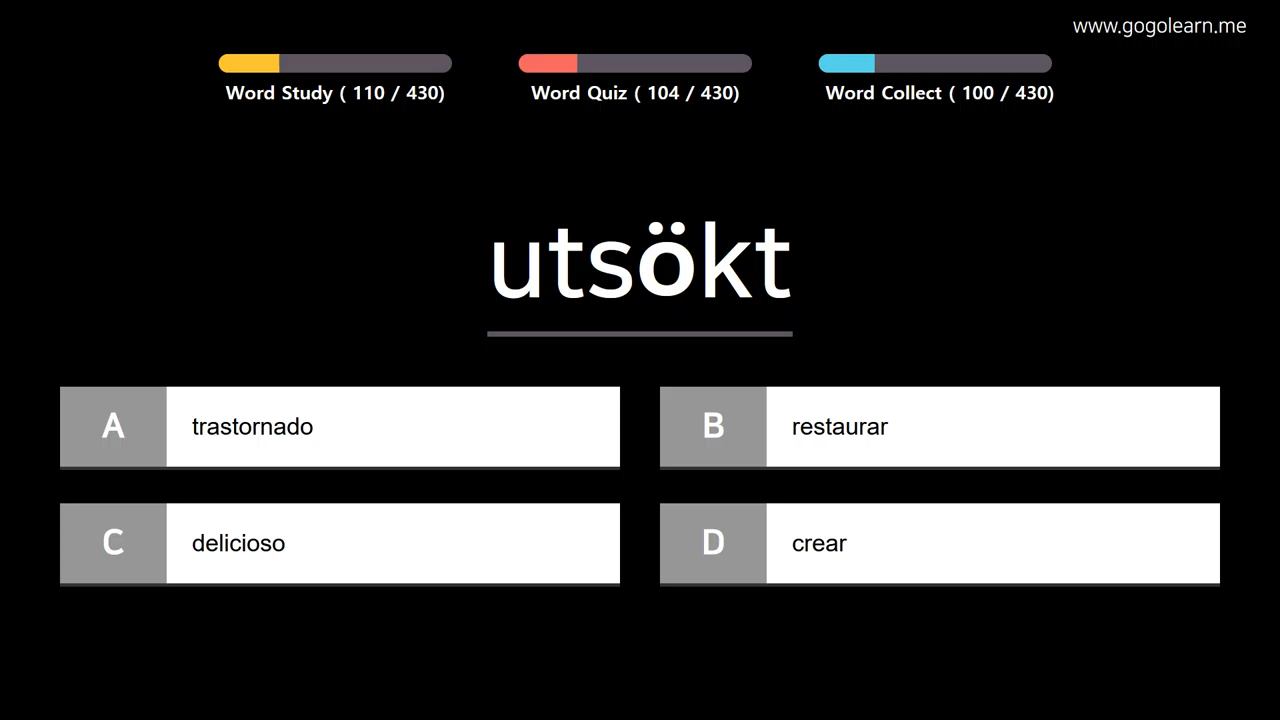 www.gogolearn.me
Word Study ( 110 / 430)
Word Quiz ( 104 / 430)
Word Collect ( 100 / 430)
utsökt
A trastornado
B restaurar
C delicioso
D crear